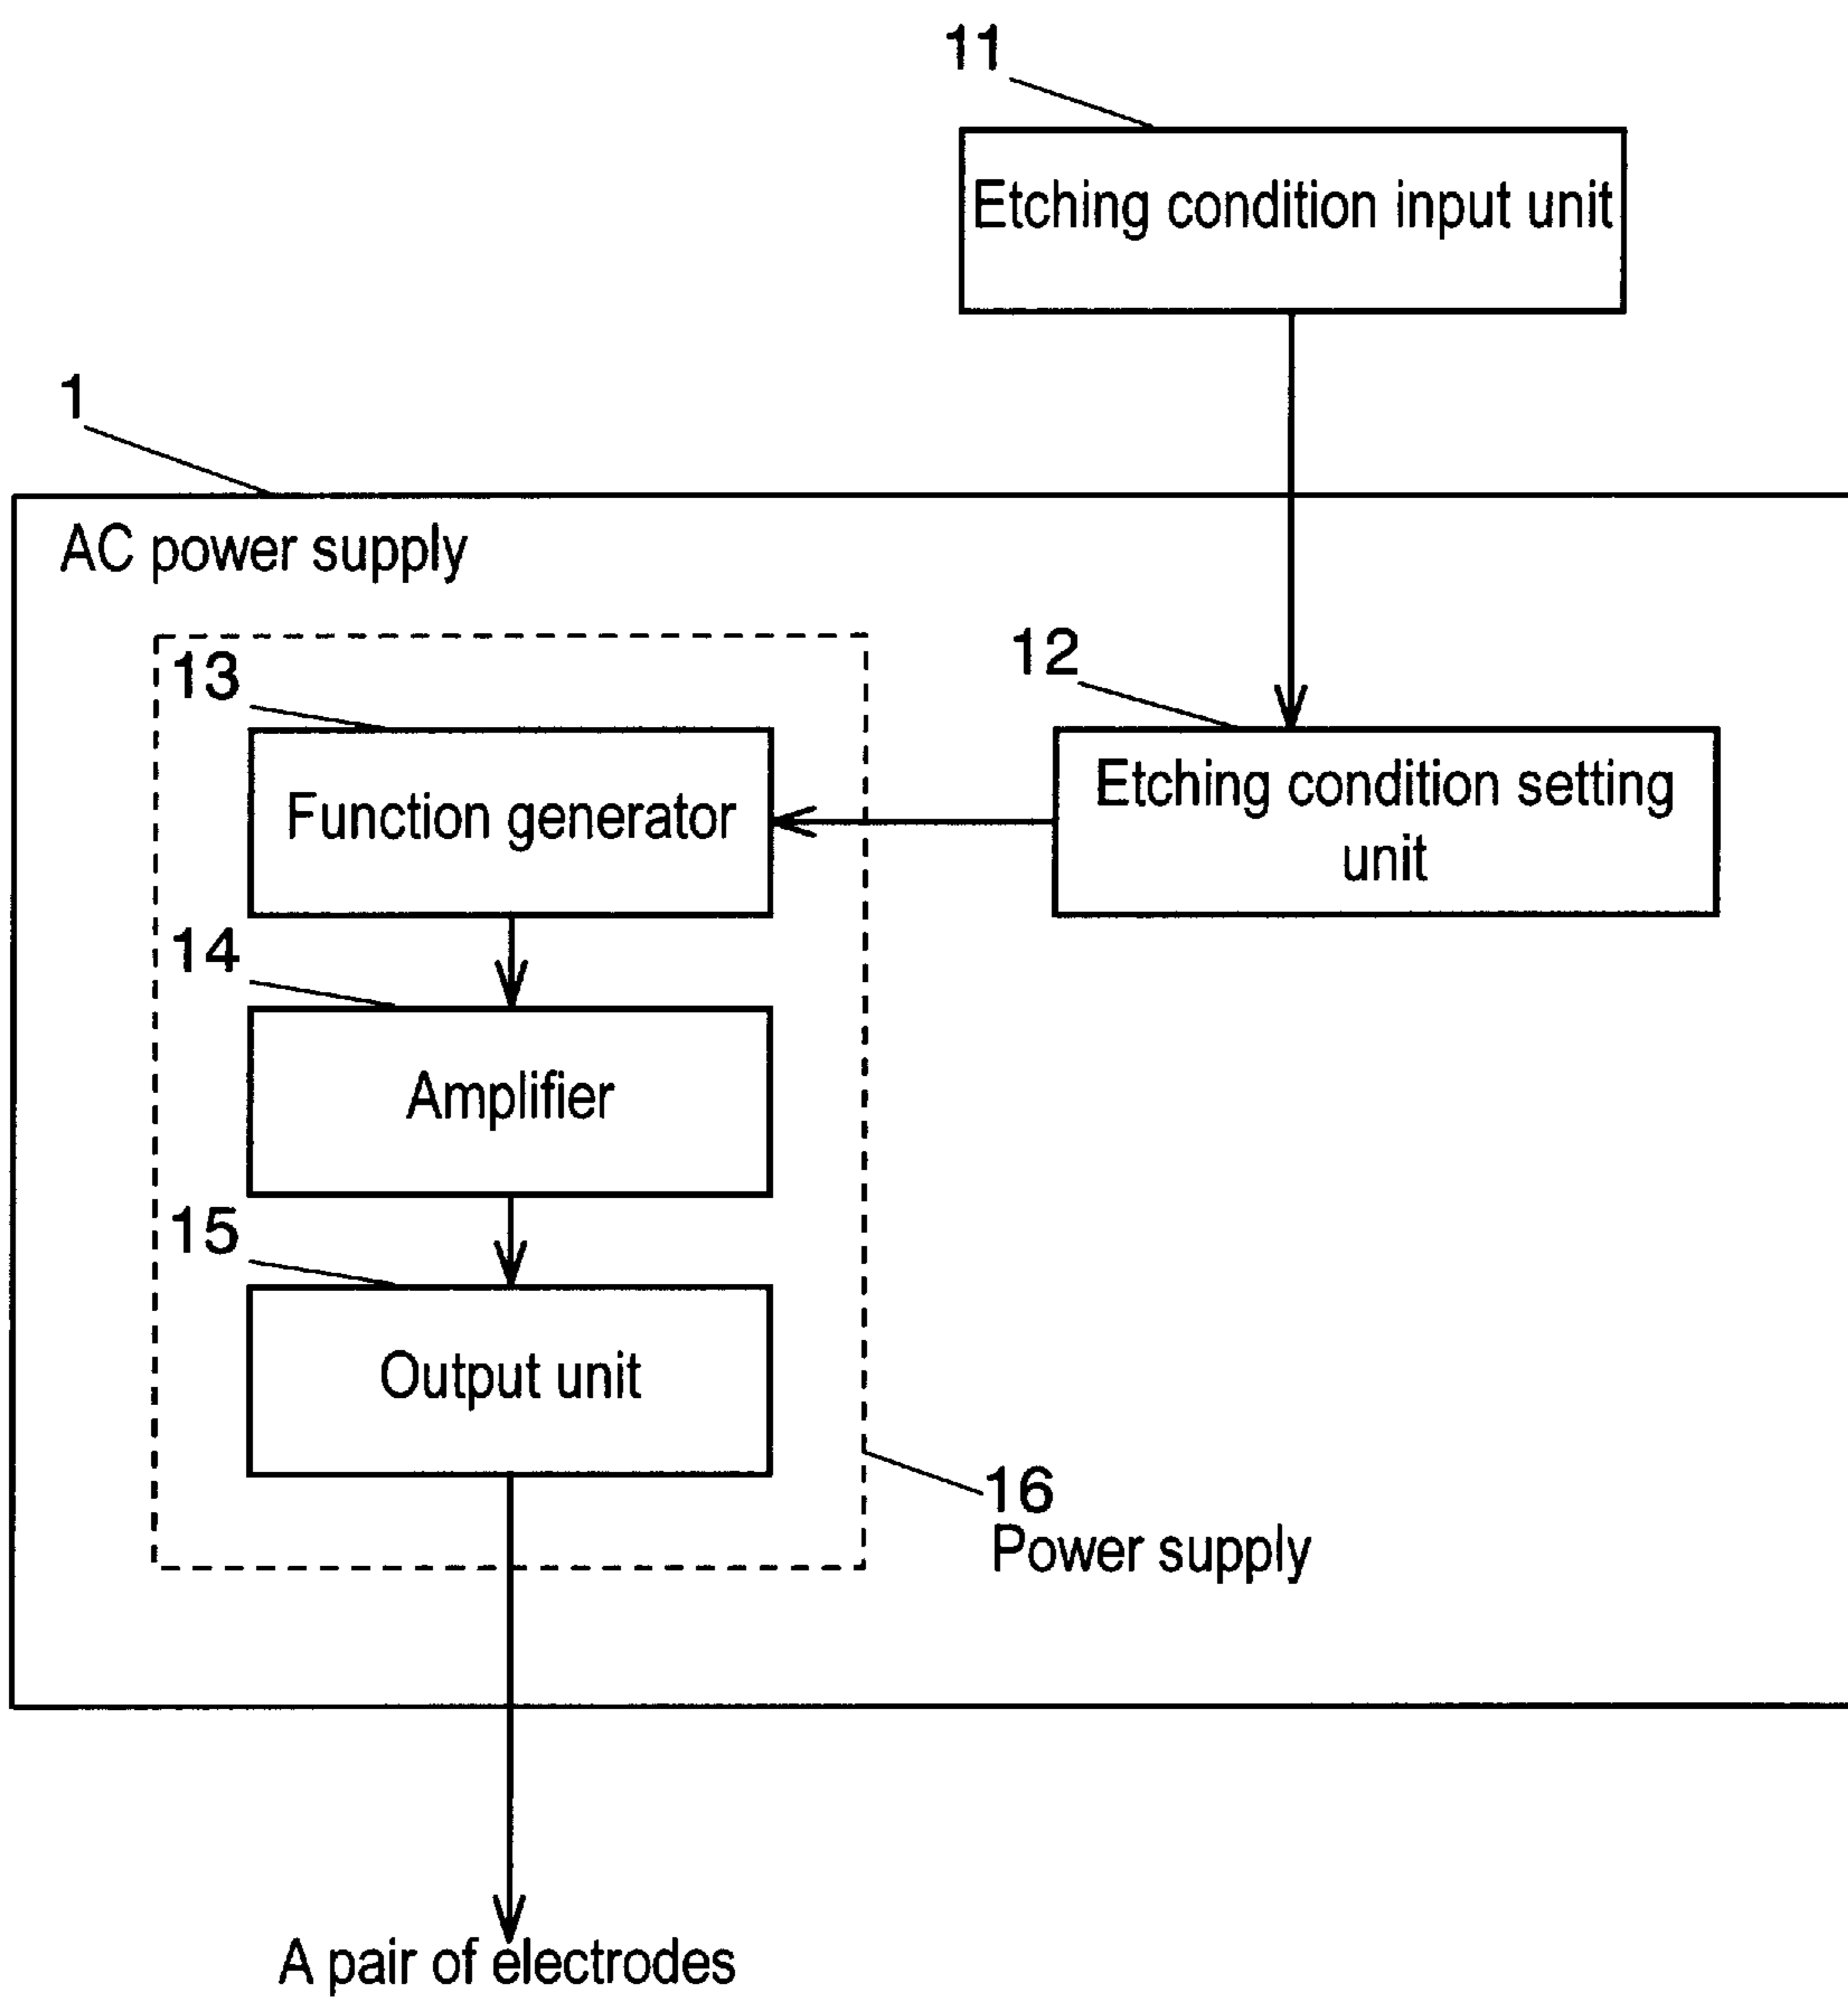 11
Etching condition input unit
1
AC power supply
13
12
Function generator
Etching condition setting
unit
14
Amplifier
15
Output unit
16
Power supply
A pair of electrodes